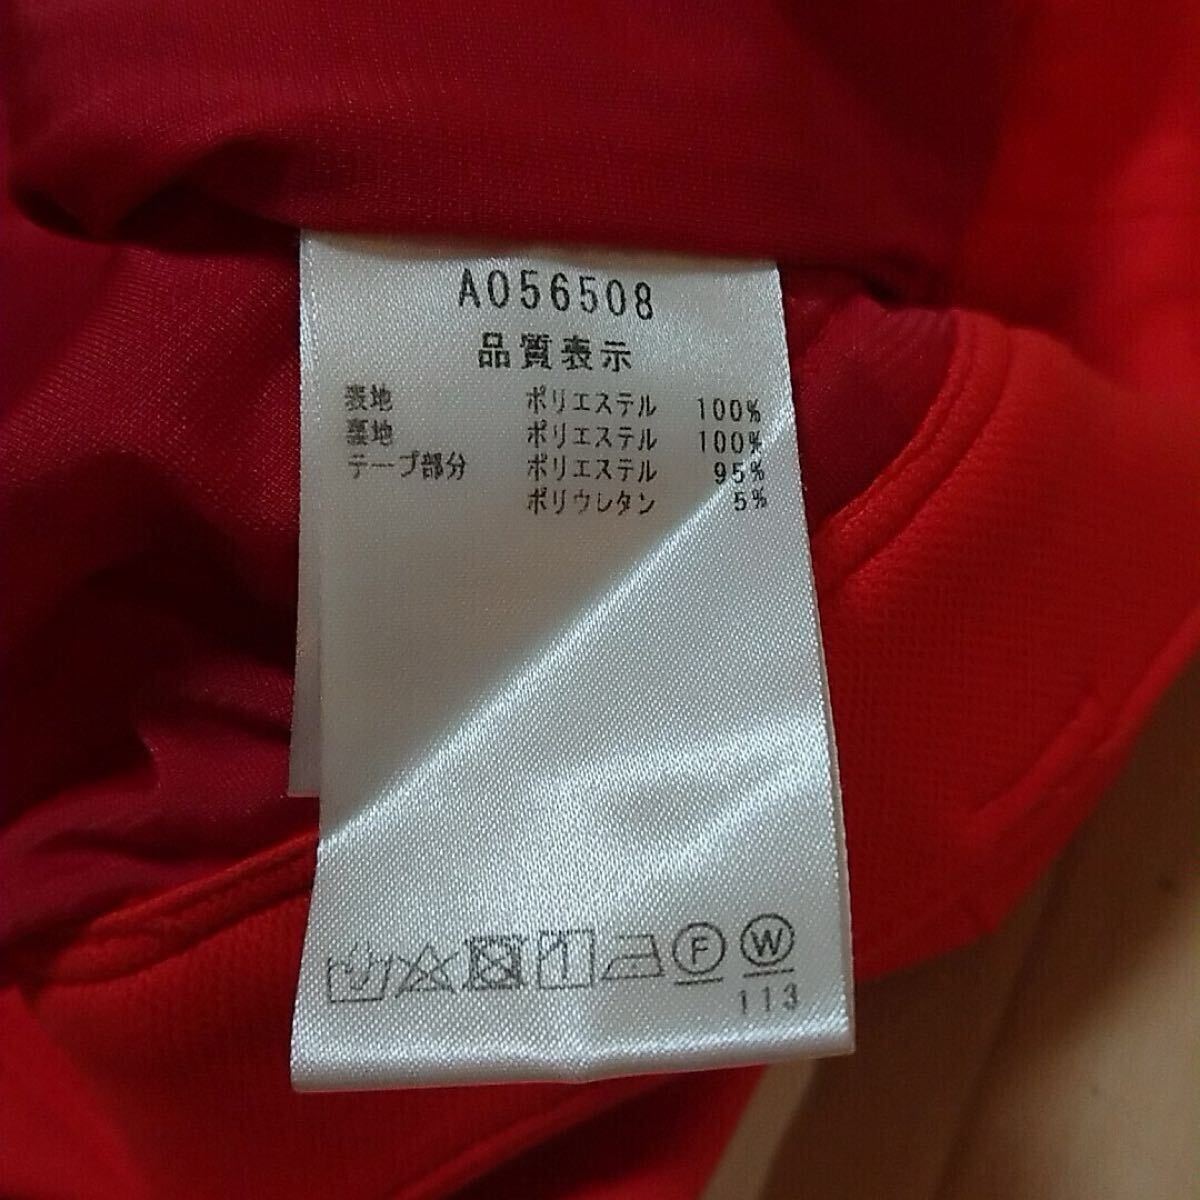 A056508
品質表示
表地 ポリエステル 100%
裏地 ポリエステル 100%
テープ部分 ポリエステル 95%
ポリウレタン 5%
F W
113